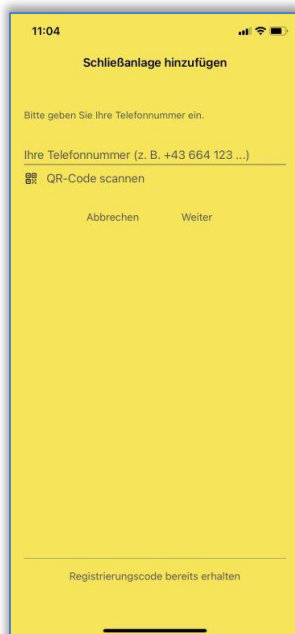 11:04
Schließanlage hinzufügen
Bitte geben Sie Ihre Telefonnummer ein.
Ihre Telefonnummer (z. B. +43 664 123 ...)
QR-Code scannen
Abbrechen Weiter
Registrierungscode bereits erhalten